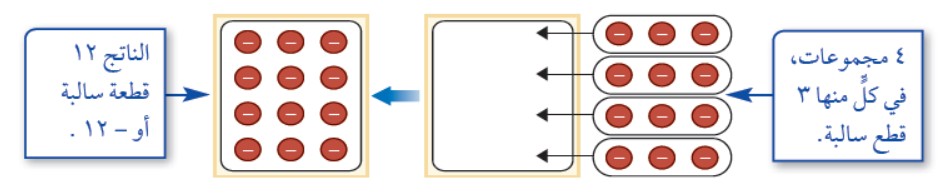 ٤ مجموعات،
في كلٍّ منها ٣
قطع سالبة.
الناتج ١٢
قطعة سالبة
أو – ١٢ .